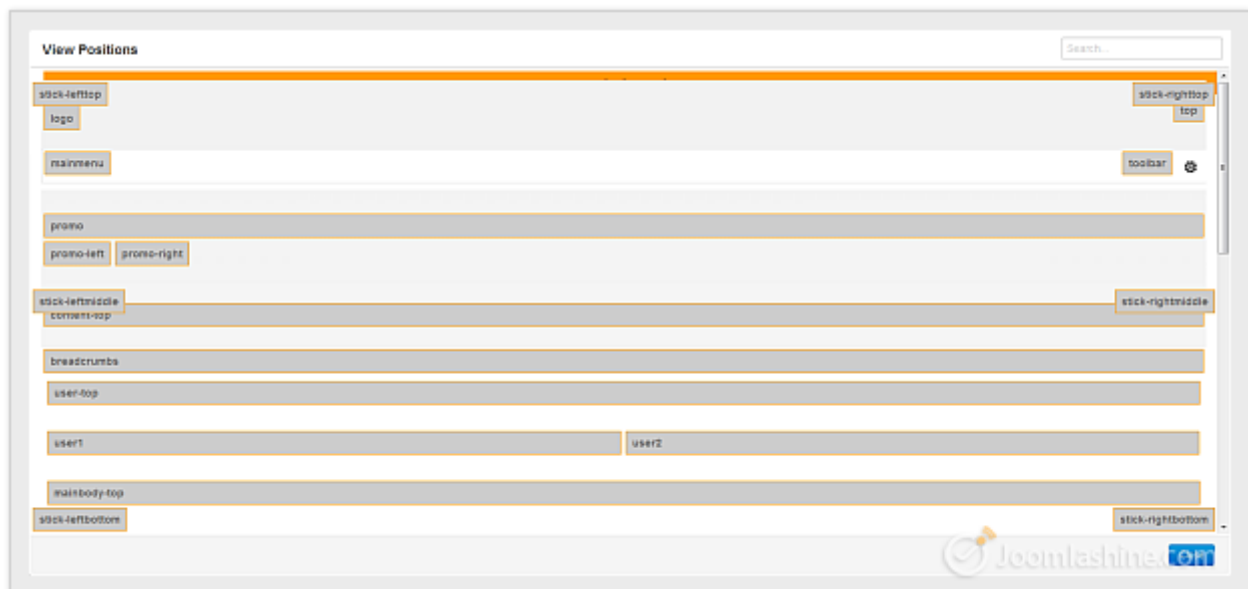 View Positions
Search...
stick-lefttop
stick-righttop
logo
top
mainmenu
toolbar
promo
promo-left promo-right
stick-leftmiddle
stick-rightmiddle
content-top
breadcrumbs
user-top
user1
user2
mainbody-top
stick-leftbottom
stick-rightbottom
Joomlashine.com